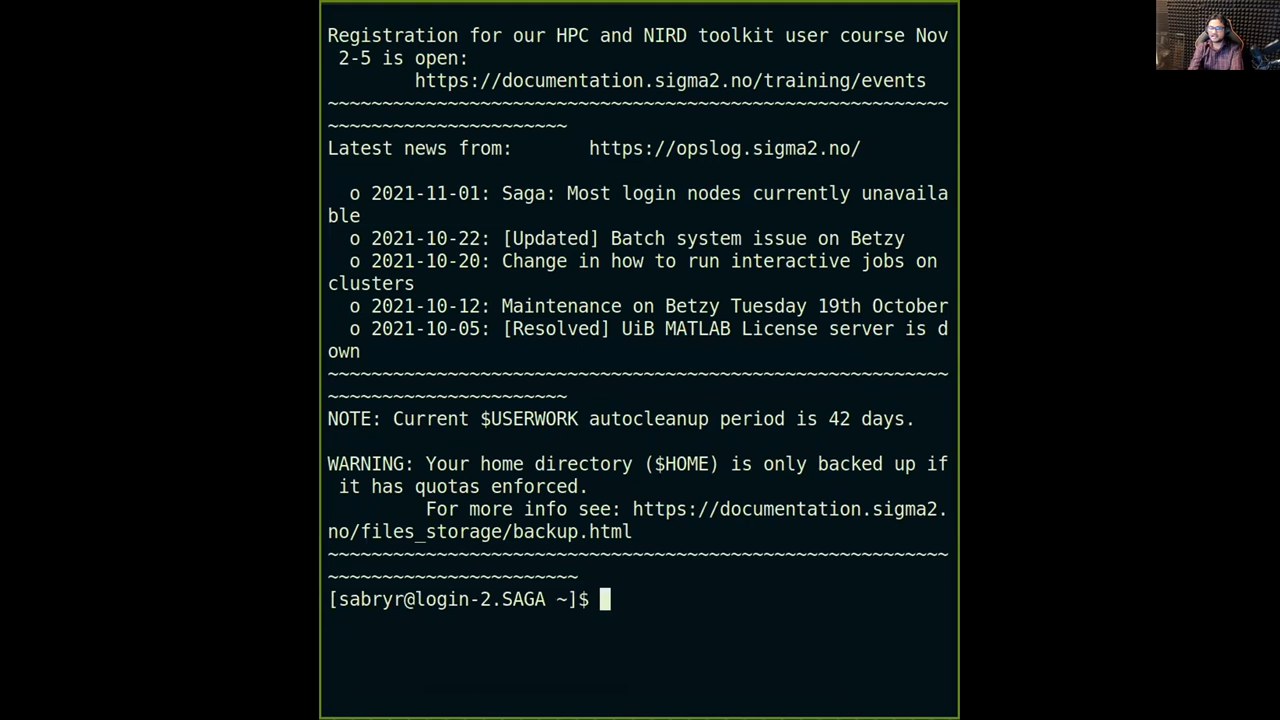 Registration for our HPC and NIRD toolkit user course Nov
 2-5 is open:
        https://documentation.sigma2.no/training/events
~~~~~~~~~~~~~~~~~~~~~~~~~~~~~~~~~~~~~~~~~~~~~~~~~~~~~~~~~
~~~~~~~~~~~~~~~~~~~~~~
Latest news from:       https://opslog.sigma2.no/

  o 2021-11-01: Saga: Most login nodes currently unavaila
ble
  o 2021-10-22: [Updated] Batch system issue on Betzy
  o 2021-10-20: Change in how to run interactive jobs on
clusters
  o 2021-10-12: Maintenance on Betzy Tuesday 19th October
  o 2021-10-05: [Resolved] UiB MATLAB License server is d
own
~~~~~~~~~~~~~~~~~~~~~~~~~~~~~~~~~~~~~~~~~~~~~~~~~~~~~~~~~
~~~~~~~~~~~~~~~~~~~~~~
NOTE: Current $USERWORK autocleanup period is 42 days.

WARNING: Your home directory ($HOME) is only backed up if
 it has quotas enforced.
         For more info see: https://documentation.sigma2.
no/files_storage/backup.html
~~~~~~~~~~~~~~~~~~~~~~~~~~~~~~~~~~~~~~~~~~~~~~~~~~~~~~~~~
~~~~~~~~~~~~~~~~~~~~~~~
[sabryr@login-2.SAGA ~]$